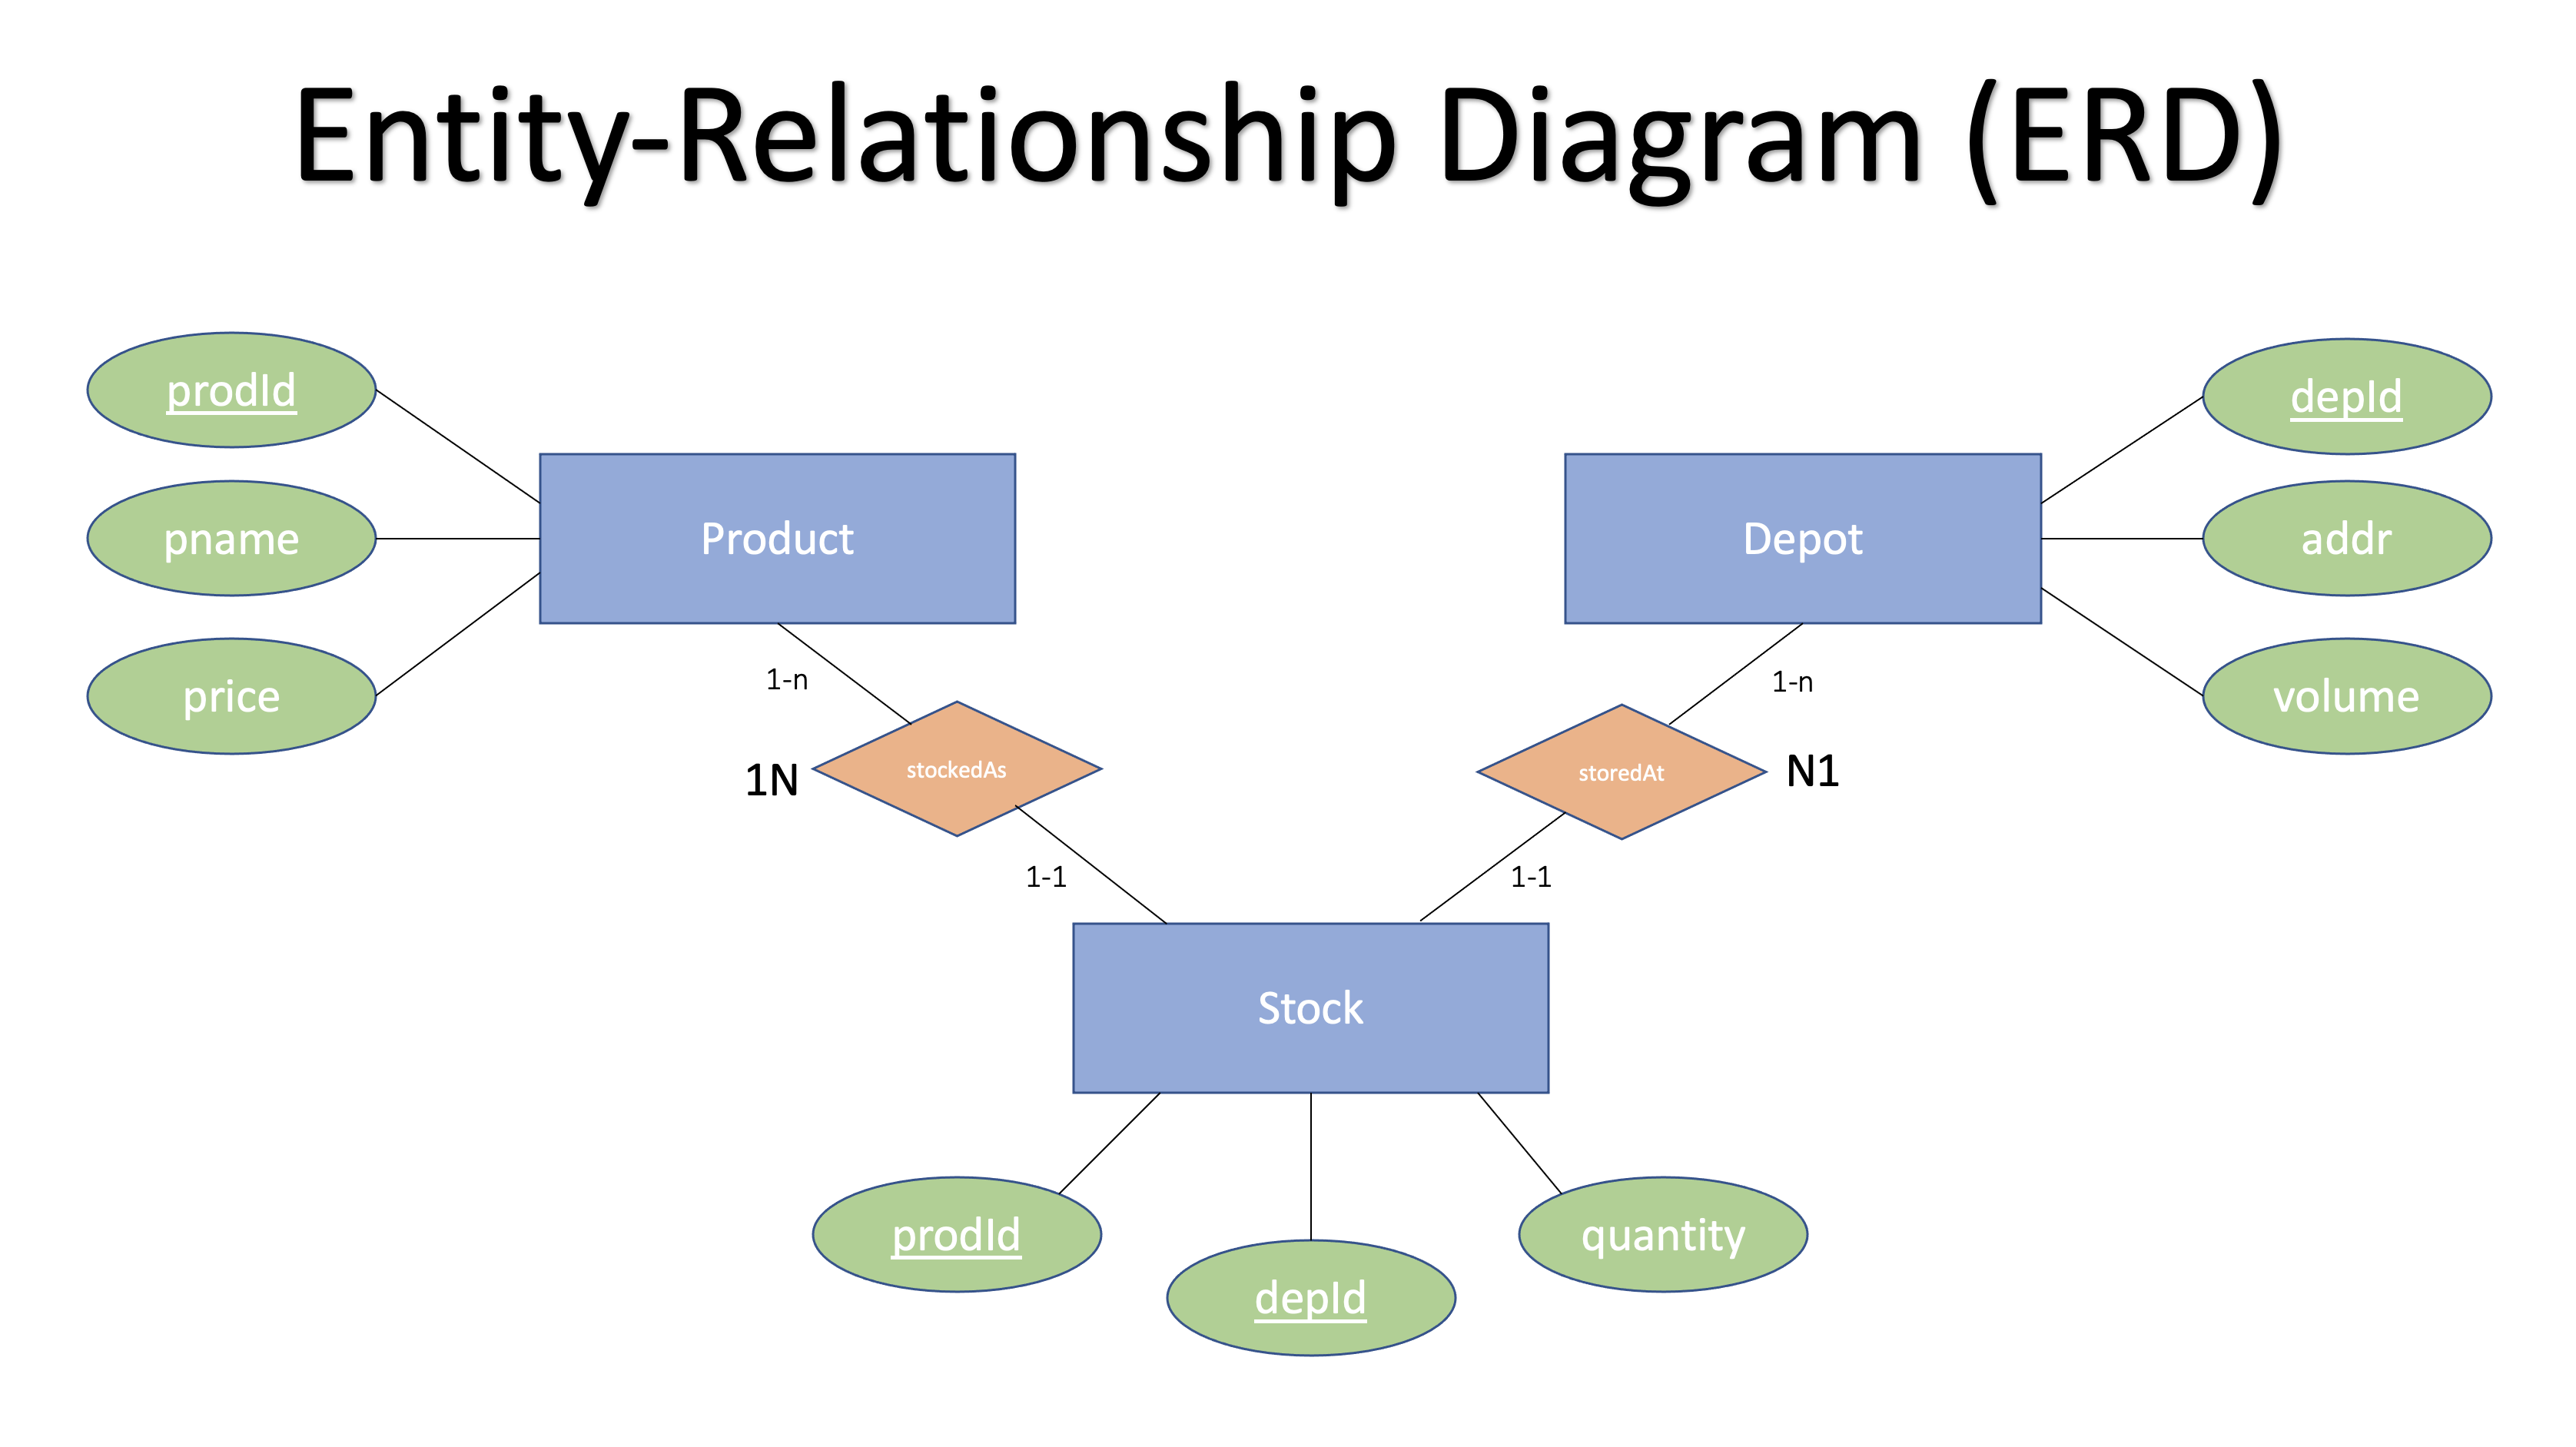 Entity-Relationship Diagram (ERD)
prodId
pname
price
Product
Depot
depId
addr
volume
1-n
1-n
1N
stockedAs
storedAt
N1
1-1
1-1
Stock
prodId
depId
quantity